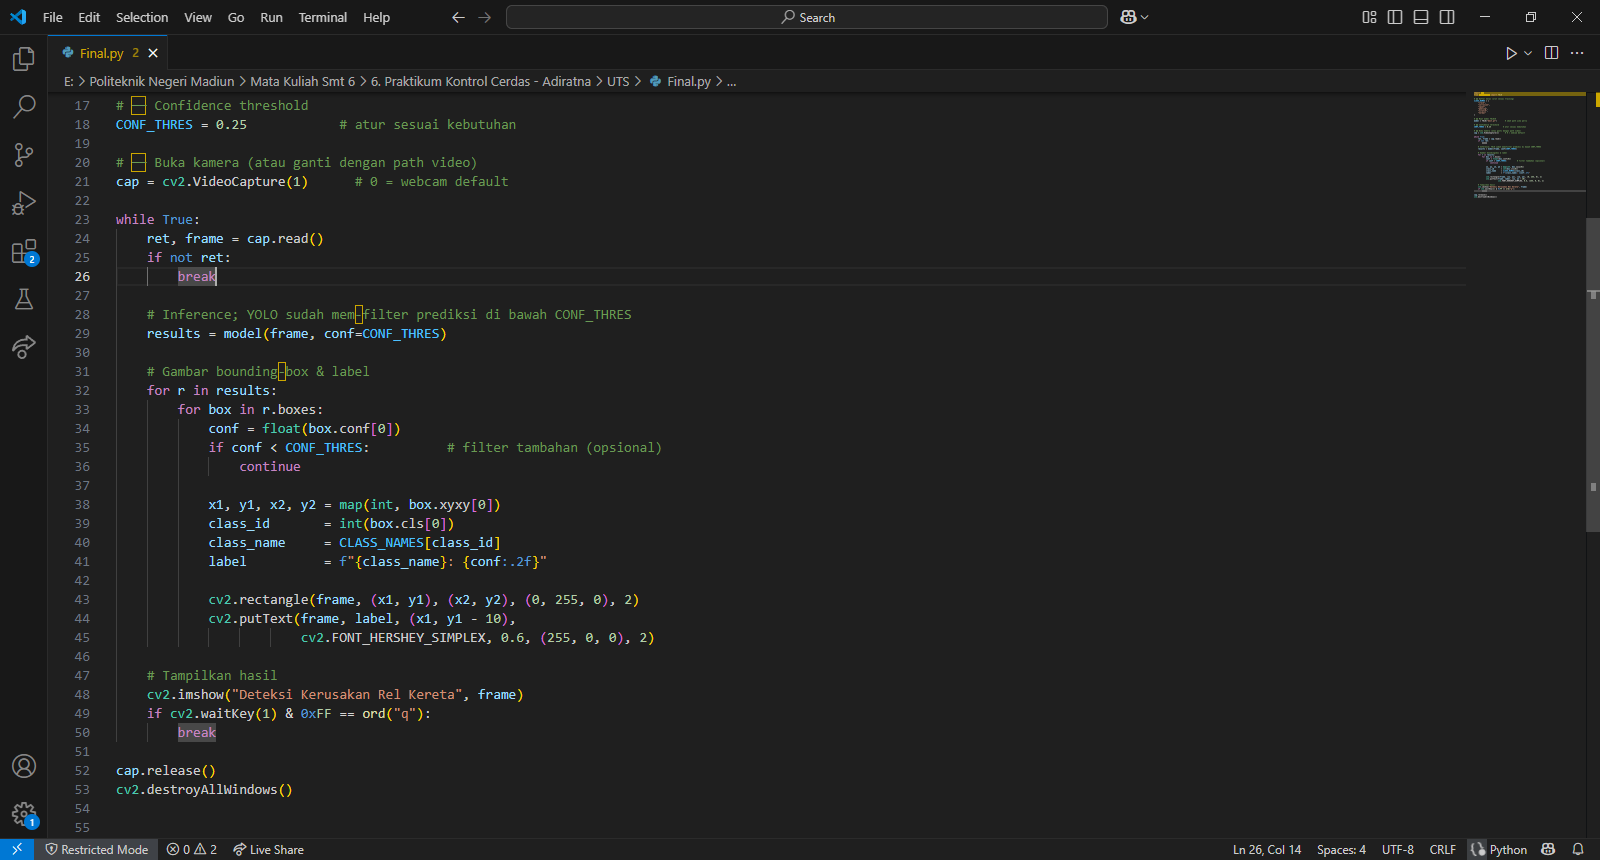 File Edit Selection View Go Run Terminal Help
Search
Final.py 2
E: > Politeknik Negeri Madiun > Mata Kuliah Smt 6 > 6. Praktikum Kontrol Cerdas - Adiratna > UTS > Final.py > ...
17 # — Confidence threshold
18 CONF_THRES = 0.25 # atur sesuai kebutuhan
19
20 # — Buka kamera (atau ganti dengan path video)
21 cap = cv2.VideoCapture(1) # 0 = webcam default
22
23 while True:
24 ret, frame = cap.read()
25 if not ret:
26 break
27
28 # Inference; YOLO sudah mem‑filter prediksi di bawah CONF_THRES
29 results = model(frame, conf=CONF_THRES)
30
31 # Gambar bounding‑box & label
32 for r in results:
33 for box in r.boxes:
34 conf = float(box.conf[0])
35 if conf < CONF_THRES: # filter tambahan (opsional)
36 continue
37
38 x1, y1, x2, y2 = map(int, box.xyxy[0])
39 class_id = int(box.cls[0])
40 class_name = CLASS_NAMES[class_id]
41 label = f"{class_name}: {conf:.2f}"
42
43 cv2.rectangle(frame, (x1, y1), (x2, y2), (0, 255, 0), 2)
44 cv2.putText(frame, label, (x1, y1 - 10),
45 cv2.FONT_HERSHEY_SIMPLEX, 0.6, (255, 0, 0), 2)
46
47 # Tampilkan hasil
48 cv2.imshow("Deteksi Kerusakan Rel Kereta", frame)
49 if cv2.waitKey(1) & 0xFF == ord("q"):
50 break
51
52 cap.release()
53 cv2.destroyAllWindows()
54
55
2
1
Restricted Mode 0 2 Live Share Ln 26, Col 14 Spaces: 4 UTF-8 CRLF Python